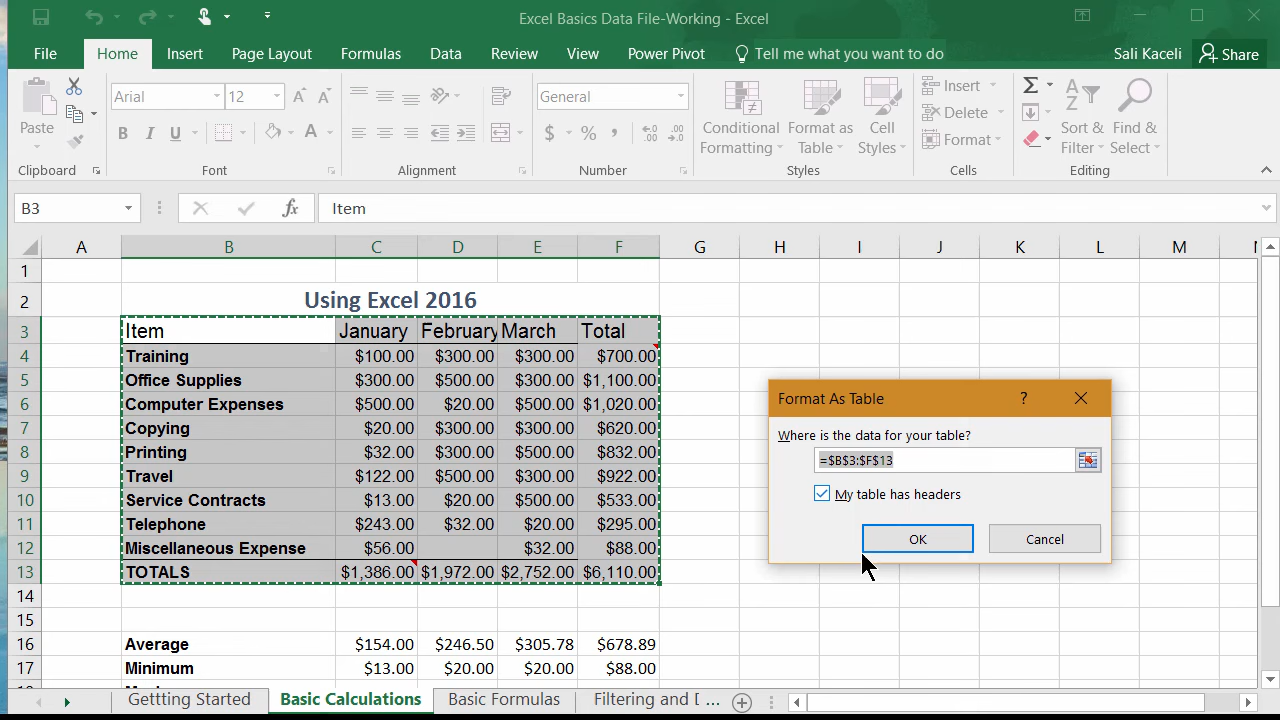 Excel Basics Data File-Working - Excel
File Home Insert Page Layout Formulas Data Review View Power Pivot Tell me what you want to do Sali Kaceli Share
Arial 12 General Insert
Delete
Format
Paste B I U A $ % , Conditional Formatting Format as Table Cell Styles Sort & Filter Find & Select
Clipboard Font Alignment Number Styles Cells Editing
B3 fx Item
A B C D E F G H I J K L M
1
2 Using Excel 2016
3 Item January February March Total
4 Training $100.00 $300.00 $300.00 $700.00
5 Office Supplies $300.00 $500.00 $300.00 $1,100.00
6 Computer Expenses $500.00 $20.00 $500.00 $1,020.00
7 Copying $20.00 $300.00 $300.00 $620.00
8 Printing $32.00 $300.00 $500.00 $832.00
9 Travel $122.00 $500.00 $300.00 $922.00
10 Service Contracts $13.00 $20.00 $500.00 $533.00
11 Telephone $243.00 $32.00 $20.00 $295.00
12 Miscellaneous Expense $56.00 $32.00 $88.00
13 TOTALS $1,386.00 $1,972.00 $2,752.00 $6,110.00
14
15
16 Average $154.00 $246.50 $305.78 $678.89
17 Minimum $13.00 $20.00 $20.00 $88.00
Format As Table ?
Where is the data for your table?
=$B$3:$F$13
My table has headers
OK Cancel
Gettting Started Basic Calculations Basic Formulas Filtering and D ...